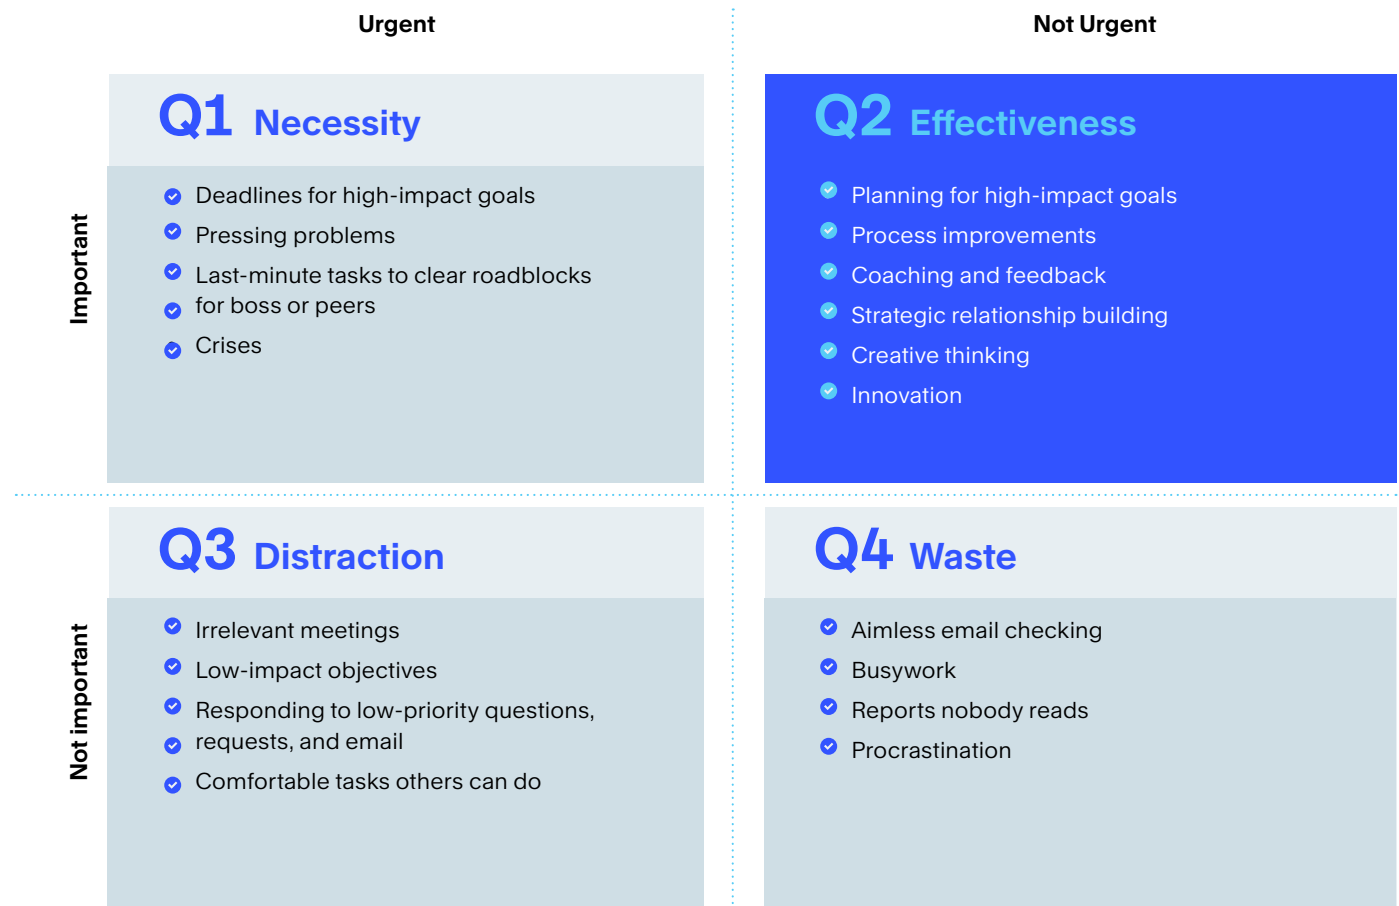 Urgent
Not Urgent
Important
Q1 Necessity
Deadlines for high-impact goals
Pressing problems
Last-minute tasks to clear roadblocks
for boss or peers
Crises
Q2 Effectiveness
Planning for high-impact goals
Process improvements
Coaching and feedback
Strategic relationship building
Creative thinking
Innovation
Not important
Q3 Distraction
Irrelevant meetings
Low-impact objectives
Responding to low-priority questions,
requests, and email
Comfortable tasks others can do
Q4 Waste
Aimless email checking
Busywork
Reports nobody reads
Procrastination